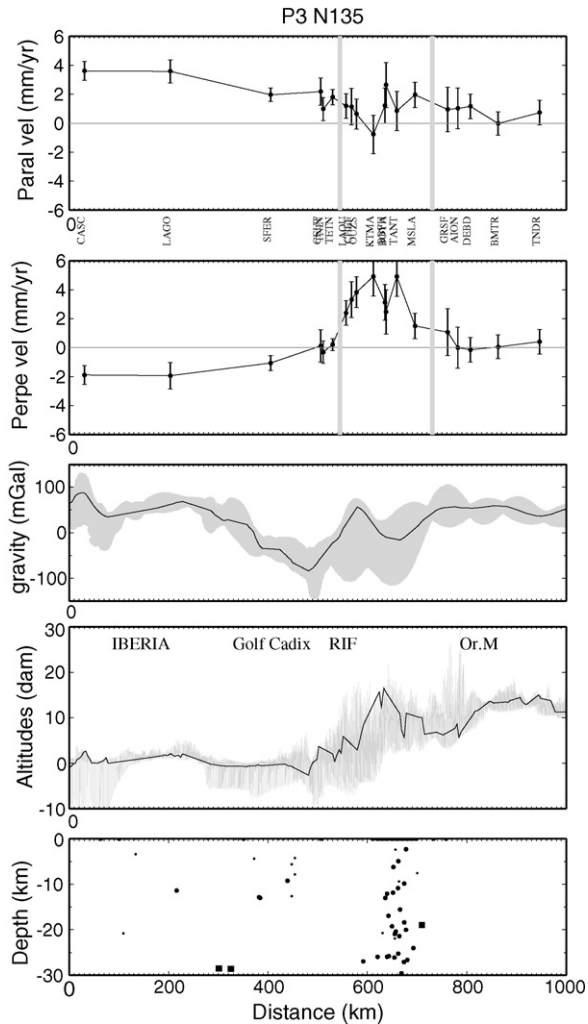 P3 N135
6
4
2
0
-2
-4
-6
Paral vel (mm/yr)
0
CASC
LAGO
SFER
TETN
OUZS
KTMA
TANT
MSLA
GRSF
AION
DEBD
BMTR
TNDR
6
4
2
0
-2
-4
-6
Perpe vel (mm/yr)
0
100
0
-100
gravity (mGal)
0
30
20
10
0
-10
Altitudes (dam)
IBERIA Golf Cadix RIF Or.M
0
-10
-20
-30
Depth (km)
0 200 400 600 800 1000
Distance (km)